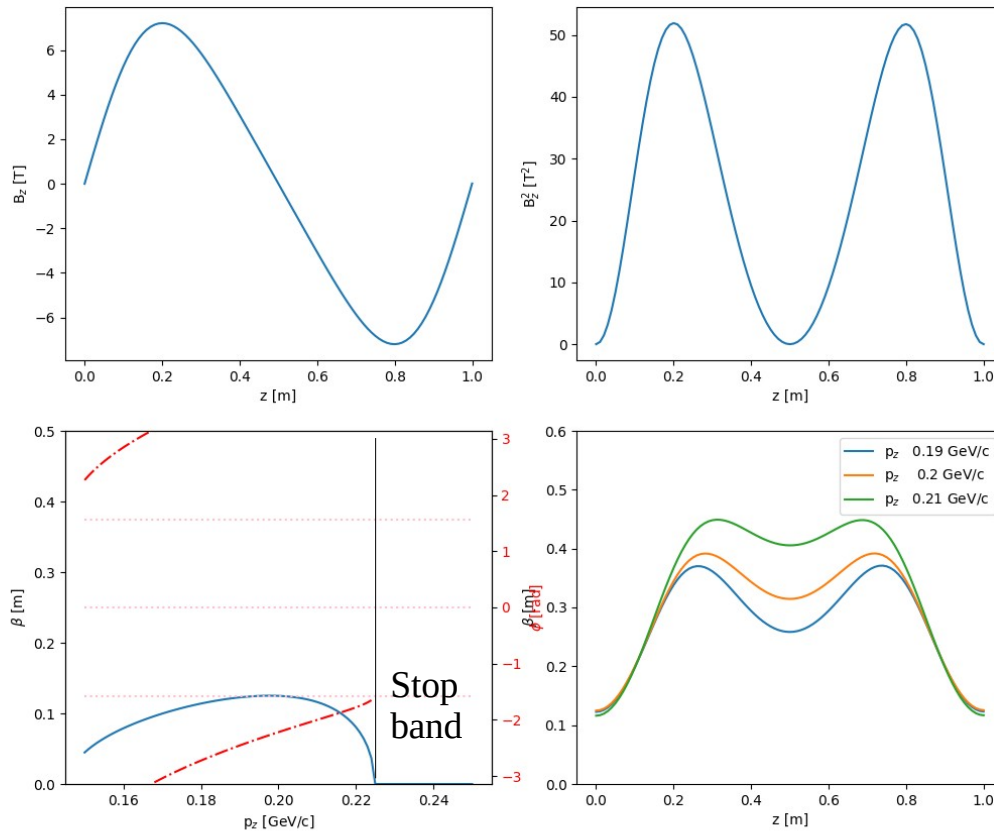 6
4
2
0
−2
−4
−6
B_z [T]
0.0 0.2 0.4 0.6 0.8 1.0
z [m]
50
40
30
20
10
0
B_z^2 [T^2]
0.0 0.2 0.4 0.6 0.8 1.0
z [m]
0.5
0.4
0.3
0.2
0.1
0.0
β [m]
3
2
1
0
−1
−2
−3
ϕ [rad]
Stop
band
0.16 0.18 0.20 0.22 0.24
p_z [GeV/c]
0.6
0.5
0.4
0.3
0.2
0.1
0.0
β [m]
p_z 0.19 GeV/c
p_z 0.2 GeV/c
p_z 0.21 GeV/c
0.0 0.2 0.4 0.6 0.8 1.0
z [m]